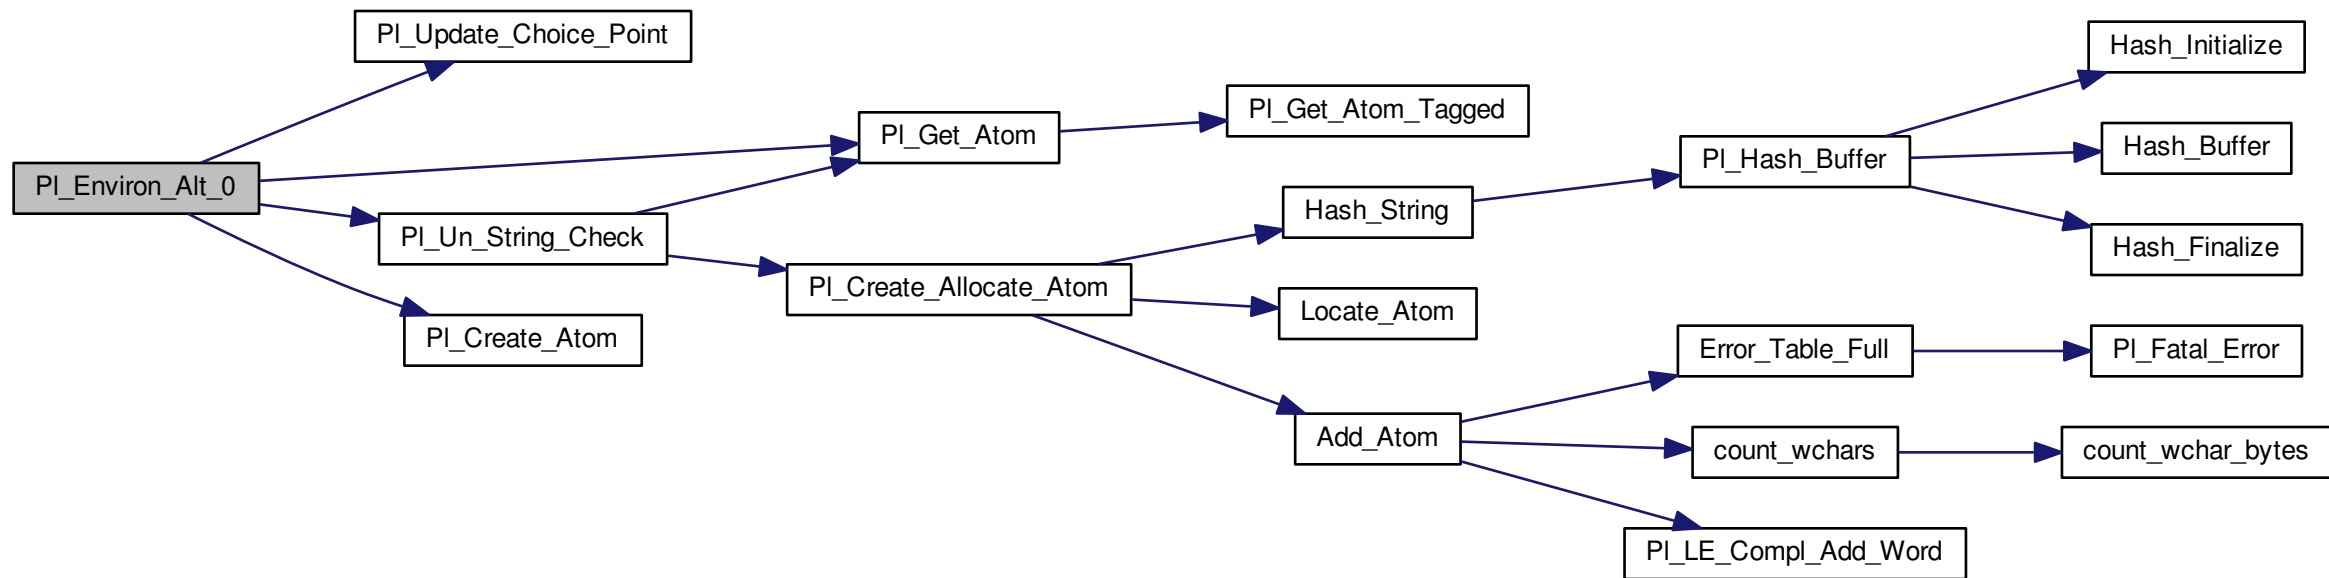 Pl_Environ_Alt_0
Pl_Update_Choice_Point
Pl_Un_String_Check
Pl_Create_Atom
Pl_Get_Atom
Pl_Create_Allocate_Atom
Pl_Get_Atom_Tagged
Hash_String
Locate_Atom
Add_Atom
Pl_Hash_Buffer
Error_Table_Full
count_wchars
Pl_LE_Compl_Add_Word
Hash_Initialize
Hash_Buffer
Hash_Finalize
Pl_Fatal_Error
count_wchar_bytes